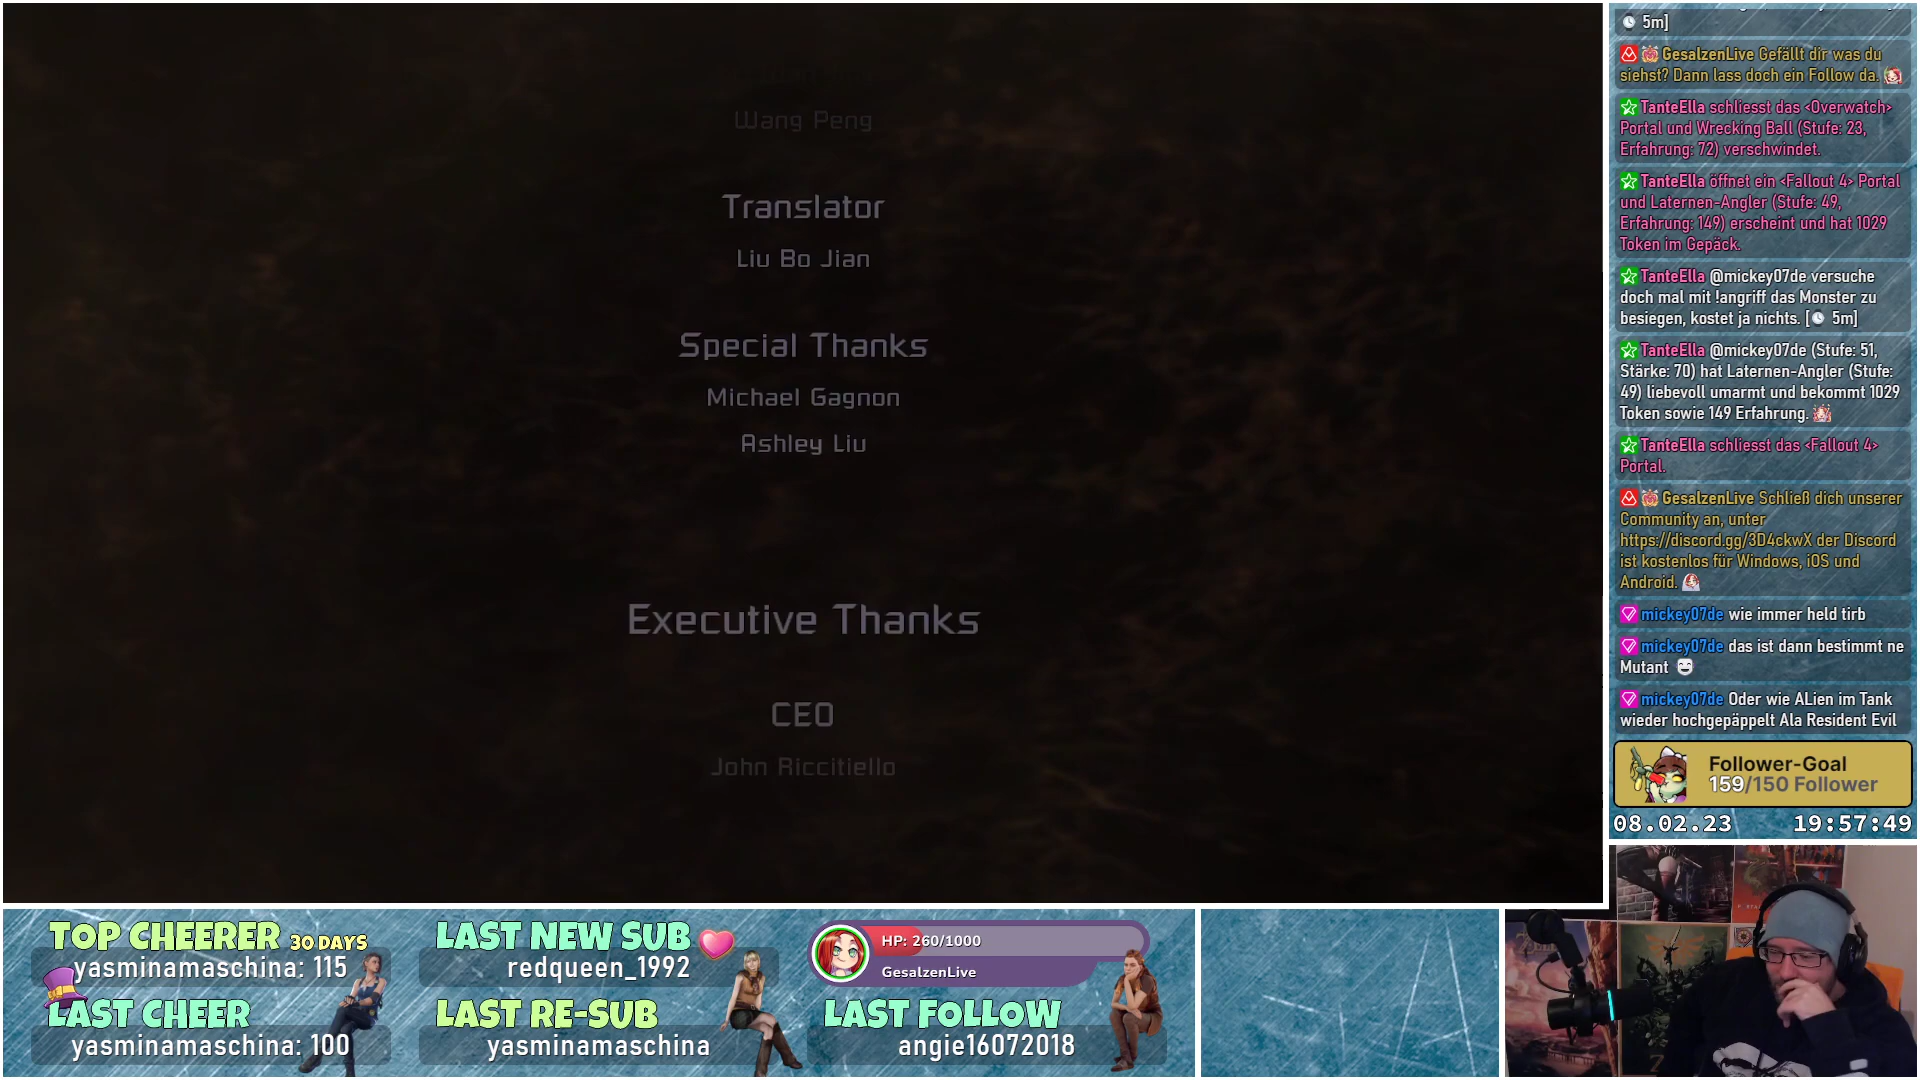 Wang Peng
Translator
Liu Bo Jian
Special Thanks
Michael Gagnon
Ashley Liu
Executive Thanks
CEO
John Riccitiello
5m]
GesalzenLive Gefällt dir was du
siehst? Dann lass doch ein Follow da.
TanteElla schliesst das <Overwatch>
Portal und Wrecking Ball (Stufe: 23,
Erfahrung: 72) verschwindet.
TanteElla öffnet ein <Fallout 4> Portal
und Laternen-Angler (Stufe: 49,
Erfahrung: 149) erscheint und hat 1029
Token im Gepäck.
TanteElla @mickey07de versuche
doch mal mit !angriff das Monster zu
besiegen, kostet ja nichts. [ 5m]
TanteElla @mickey07de (Stufe: 51,
Stärke: 70) hat Laternen-Angler (Stufe:
49) liebevoll umarmt und bekommt 1029
Token sowie 149 Erfahrung.
TanteElla schliesst das <Fallout 4>
Portal.
GesalzenLive Schließ dich unserer
Community an, unter
https://discord.gg/3D4ckwX der Discord
ist kostenlos für Windows, iOS und
Android.
mickey07de wie immer held tirb
mickey07de das ist dann bestimmt ne
Mutant
mickey07de Oder wie ALien im Tank
wieder hochgepäppelt Ala Resident Evil
Follower-Goal
159/150 Follower
08.02.23 19:57:49
TOP CHEERER 30 DAYS
yasminamaschina: 115
LAST CHEER
yasminamaschina: 100
LAST NEW SUB
redqueen_1992
LAST RE-SUB
yasminamaschina
HP: 260/1000
GesalzenLive
LAST FOLLOW
angie16072018